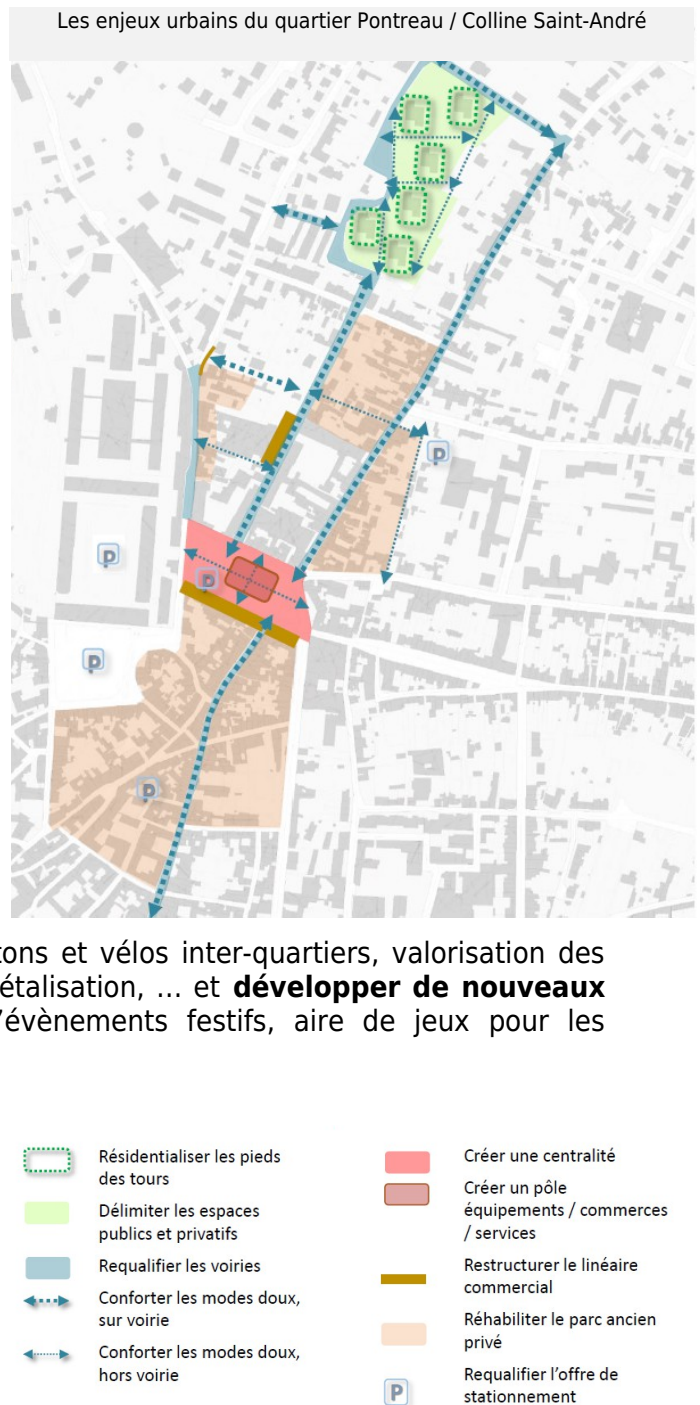 Les enjeux urbains du quartier Pontreau / Colline Saint-André
P
P
P
P
P
tons et vélos inter-quartiers, valorisation des
étalisation, ... et développer de nouveaux
'évènements festifs, aire de jeux pour les
Résidentialiser les pieds
des tours
Délimiter les espaces
publics et privatifs
Requalifier les voiries
Conforter les modes doux,
sur voirie
Conforter les modes doux,
hors voirie
Créer une centralité
Créer un pôle
équipements / commerces
/ services
Restructurer le linéaire
commercial
Réhabiliter le parc ancien
privé
P
Requalifier l'offre de
stationnement